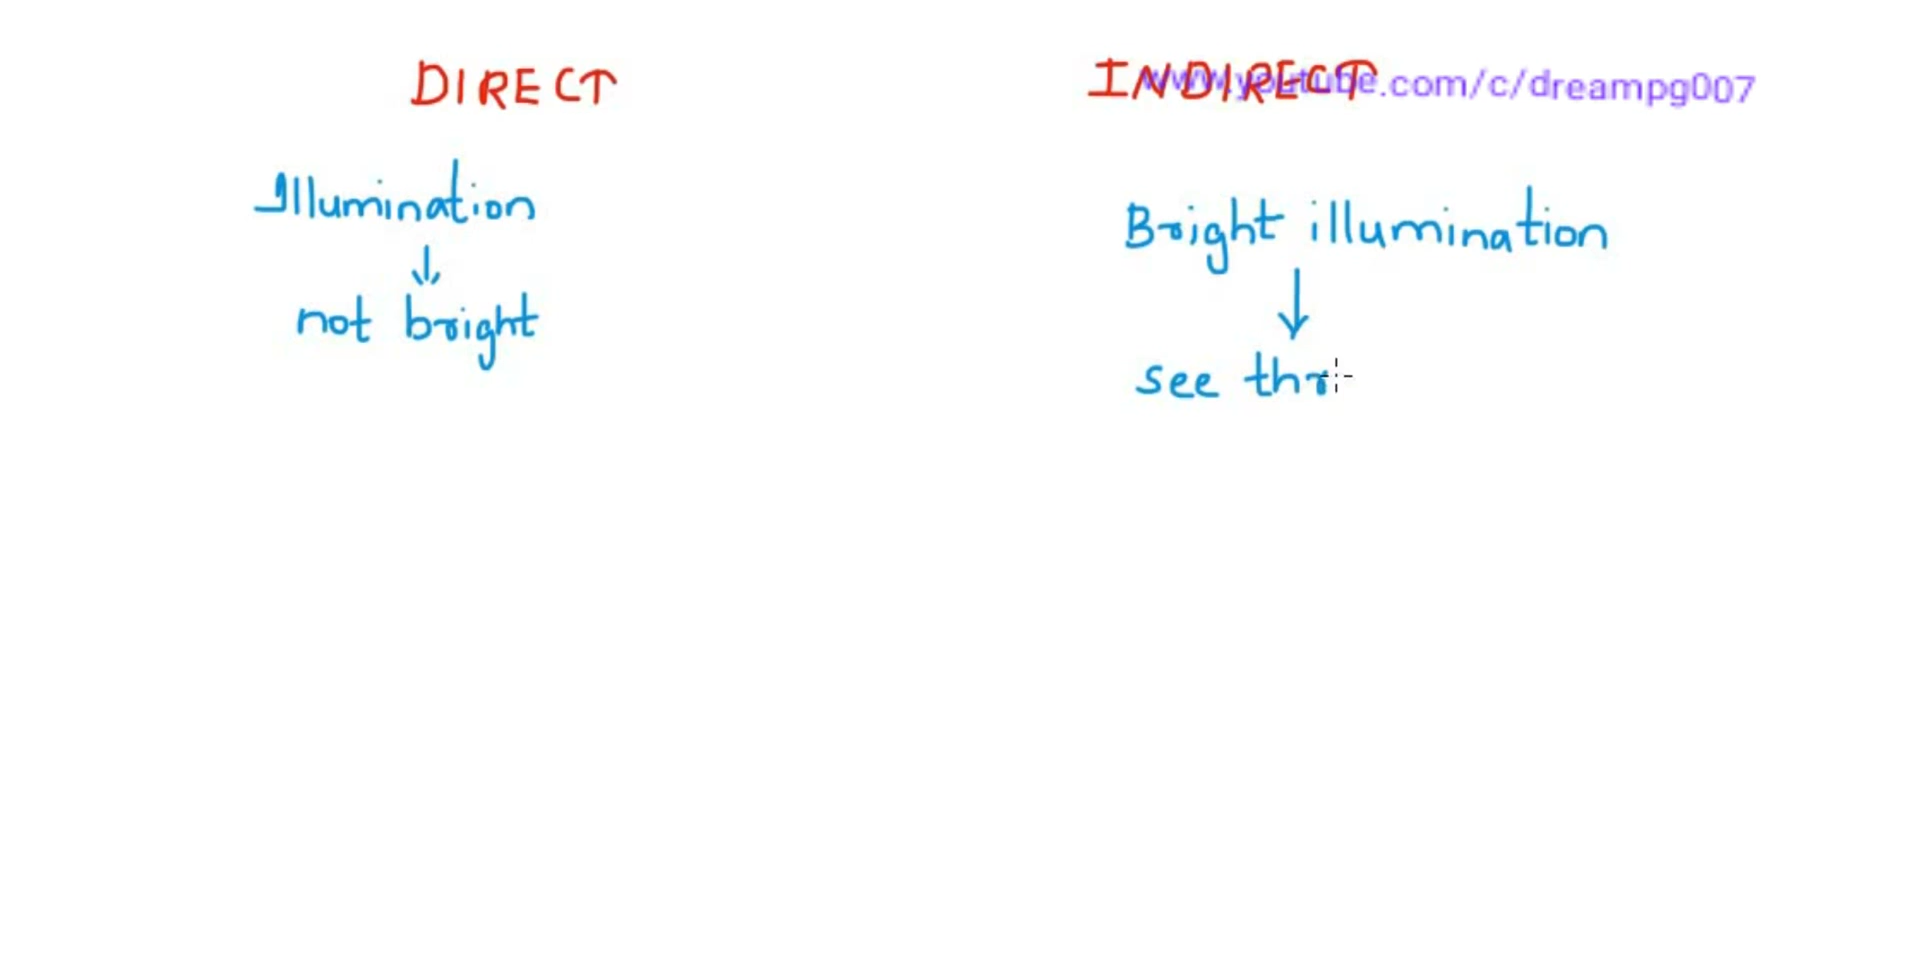 DIRECT
INDIRECT
www.youtube.com/c/dreampg007
Illumination
↓
not bright
Bright illumination
↓
see thr